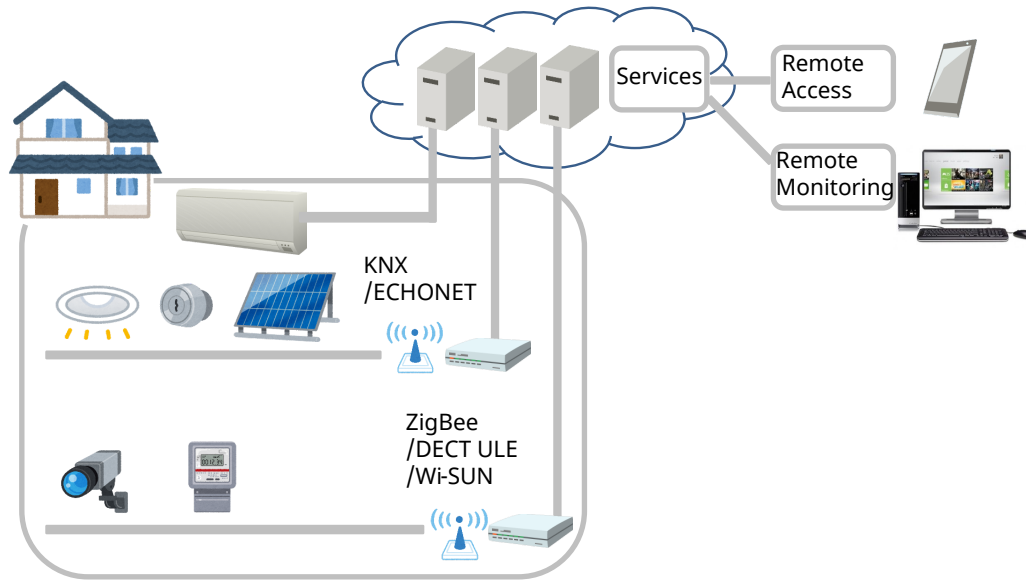 Services
Remote
Access
Remote
Monitoring
KNX
/ECHONET
ZigBee
/DECT ULE
/Wi-SUN